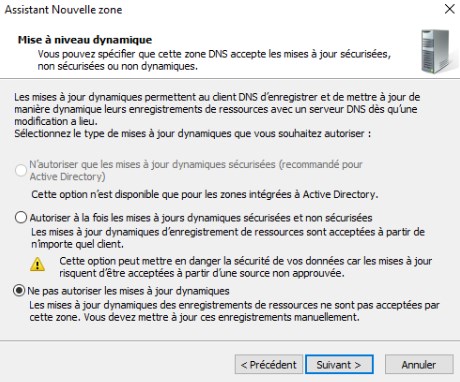 Assistant Nouvelle zone
Mise à niveau dynamique
Vous pouvez spécifier que cette zone DNS accepte les mises à jour sécurisées,
non sécurisées ou non dynamiques.
Les mises à jour dynamiques permettent au client DNS d'enregistrer et de mettre à jour de
manière dynamique leurs enregistrements de ressources avec un serveur DNS dès qu'une
modification a lieu.
Sélectionnez le type de mises à jour dynamiques que vous souhaitez autoriser :
N'autoriser que les mises à jour dynamiques sécurisées (recommandé pour
Active Directory)
Cette option n'est disponible que pour les zones intégrées à Active Directory.
Autoriser à la fois les mises à jours dynamiques sécurisées et non sécurisées
Les mises à jour dynamiques d'enregistrement de ressources sont acceptées à partir de
n'importe quel client.
Cette option peut mettre en danger la sécurité de vos données car les mises à jour
risquent d'être acceptées à partir d'une source non approuvée.
Ne pas autoriser les mises à jour dynamiques
Les mises à jour dynamiques des enregistrements de ressources ne sont pas acceptées par
cette zone. Vous devez mettre à jour ces enregistrements manuellement.
< Précédent Suivant > Annuler